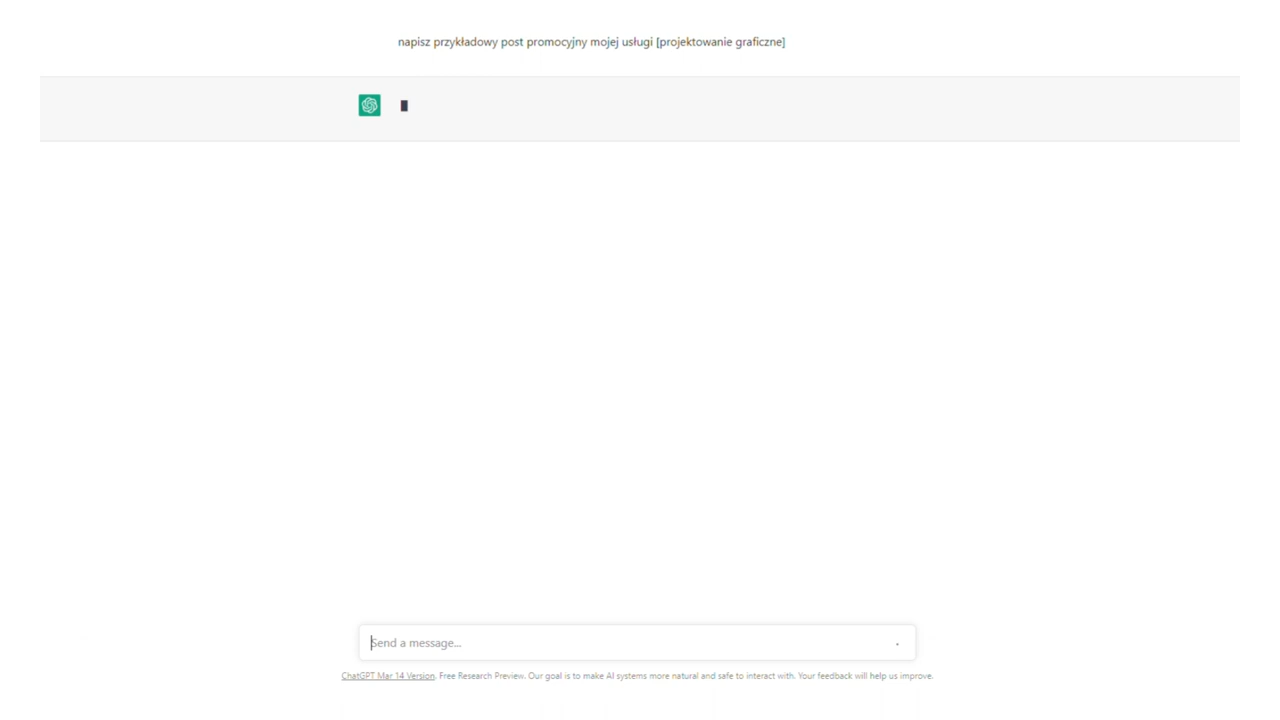 napisz przykładowy post promocyjny mojej usługi [projektowanie graficzne]
Send a message...
ChatGPT Mar 14 Version. Free Research Preview. Our goal is to make AI systems more natural and safe to interact with. Your feedback will help us improve.